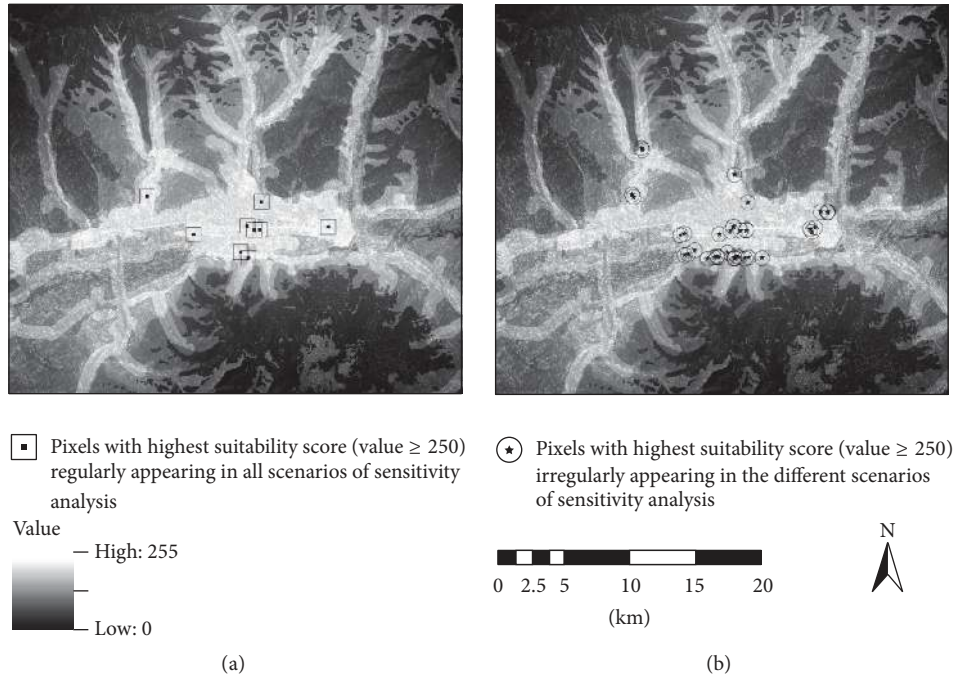 Pixels with highest suitability score (value ≥ 250)
regularly appearing in all scenarios of sensitivity
analysis
Value
High: 255
Low: 0
(a)
Pixels with highest suitability score (value ≥ 250)
irregularly appearing in the different scenarios
of sensitivity analysis
N
0 2.5 5 10 15 20
(km)
(b)